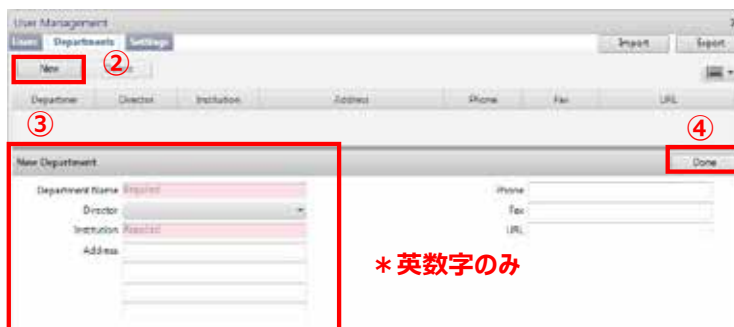 User Management
Users Departments Settings Import Export
New ②
Department Director Institution Address Phone Fax URL
③ ④
New Department Done
Department Name Required Phone
Director Fax
Institution Required URL
Address
＊英数字のみ